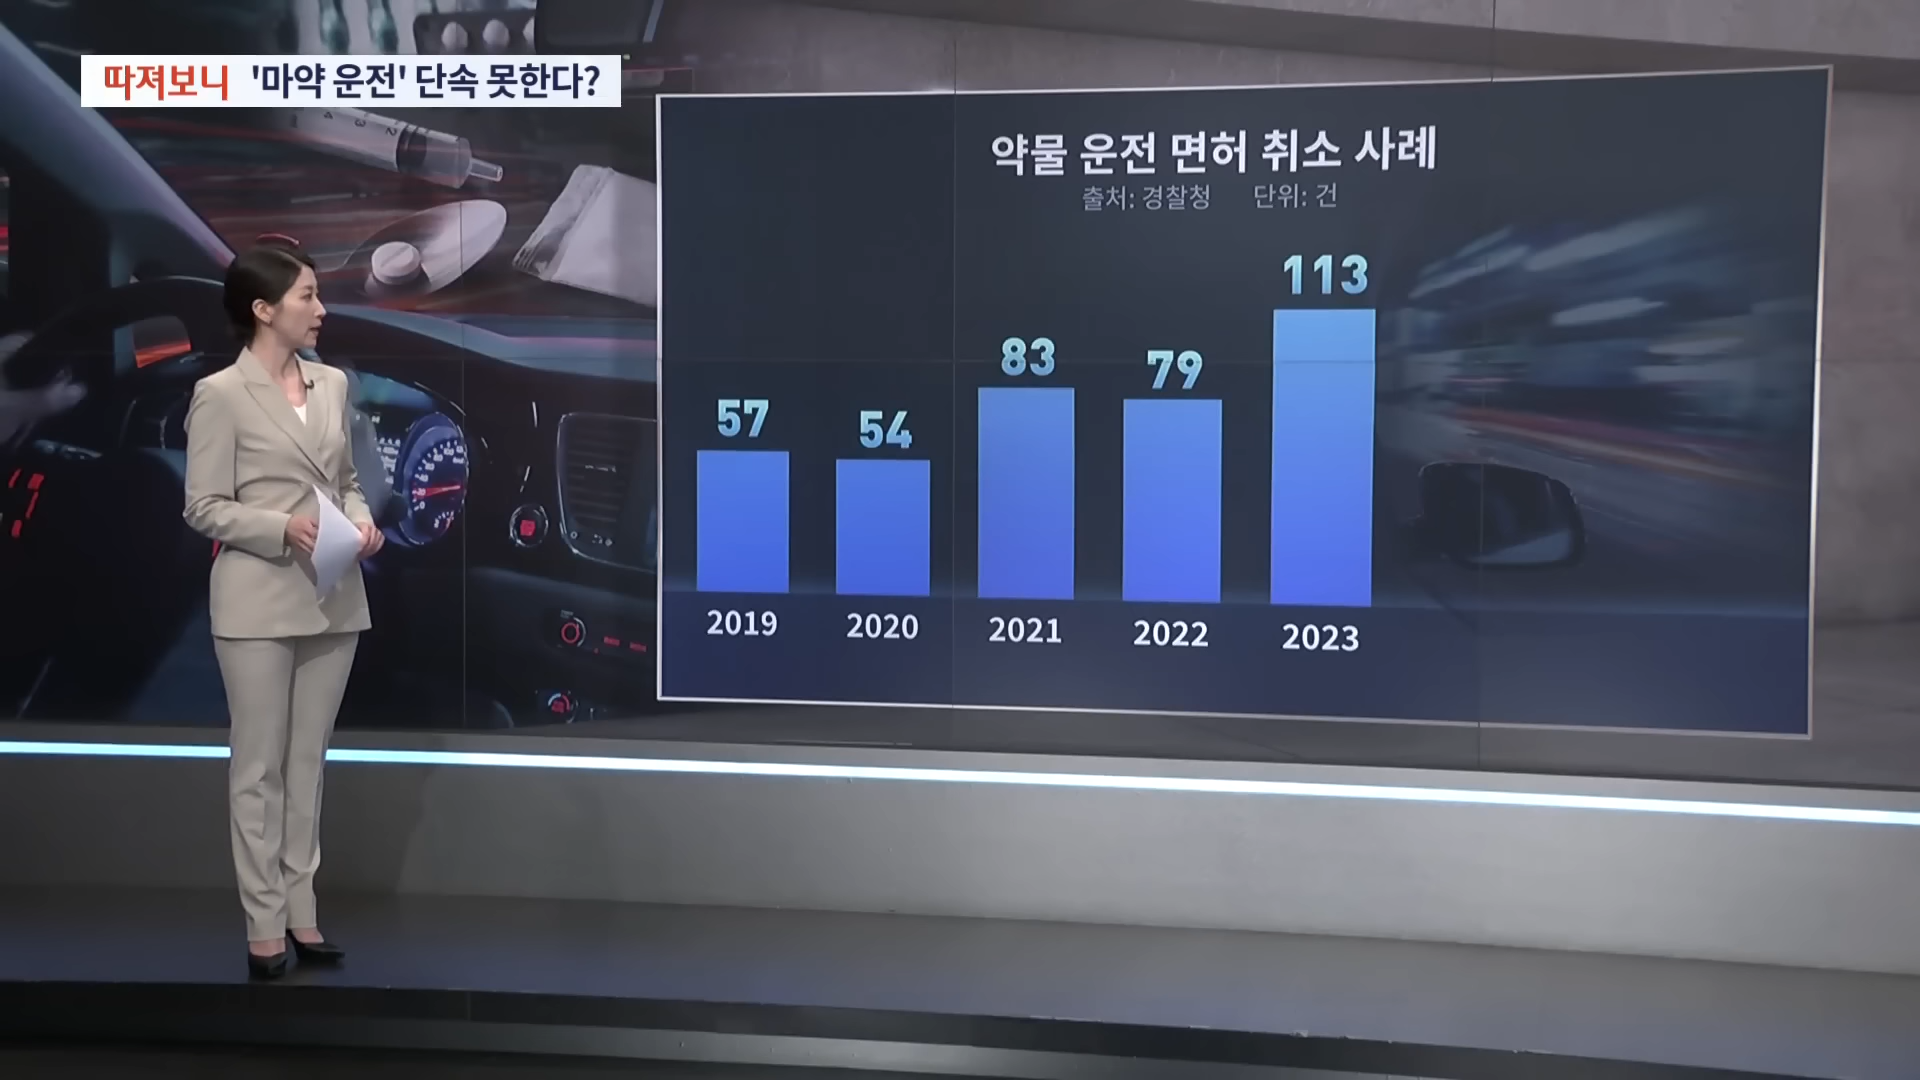 따져보니 '마약 운전' 단속 못한다?
약물 운전 면허 취소 사례
출처: 경찰청 단위: 건
57 54 83 79 113
2019 2020 2021 2022 2023